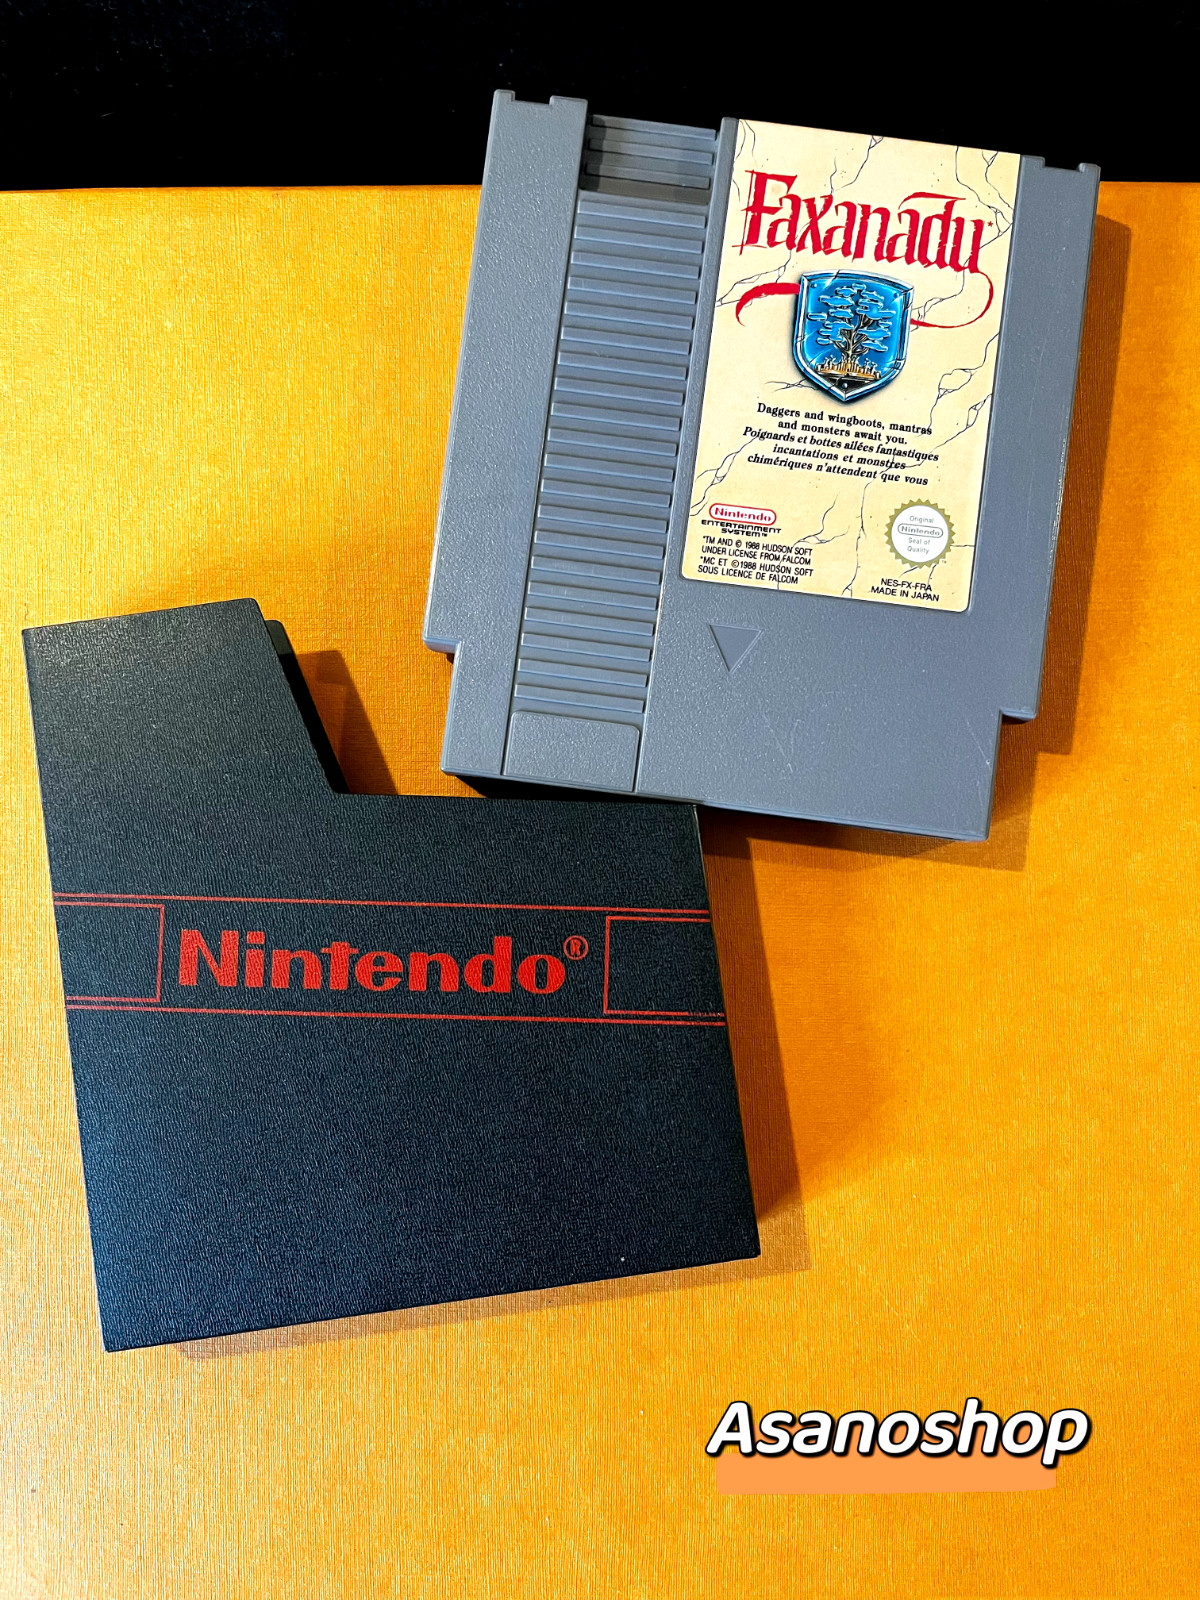 Faxanadu*
Daggers and wingboots, mantras
and monsters await you.
Poignards et bottes ailées fantastiques
incantations et monstres
chimériques n'attendent que vous
Nintendo
ENTERTAINMENT
SYSTEM™
*TM AND © 1988 HUDSON SOFT
UNDER LICENSE FROM FALCOM
*MC ET © 1988 HUDSON SOFT
SOUS LICENCE DE FALCOM
Original
Nintendo
Seal of
Quality
TM
NES-FX-FRA
MADE IN JAPAN
Nintendo®
Asanoshop